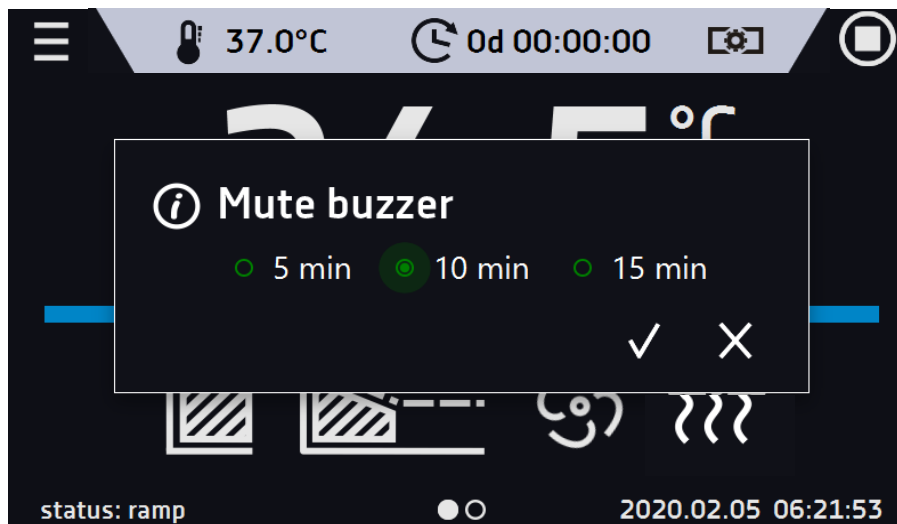 37.0°C 0d 00:00:00
°C
Mute buzzer
5 min 10 min 15 min
status: ramp 2020.02.05 06:21:53